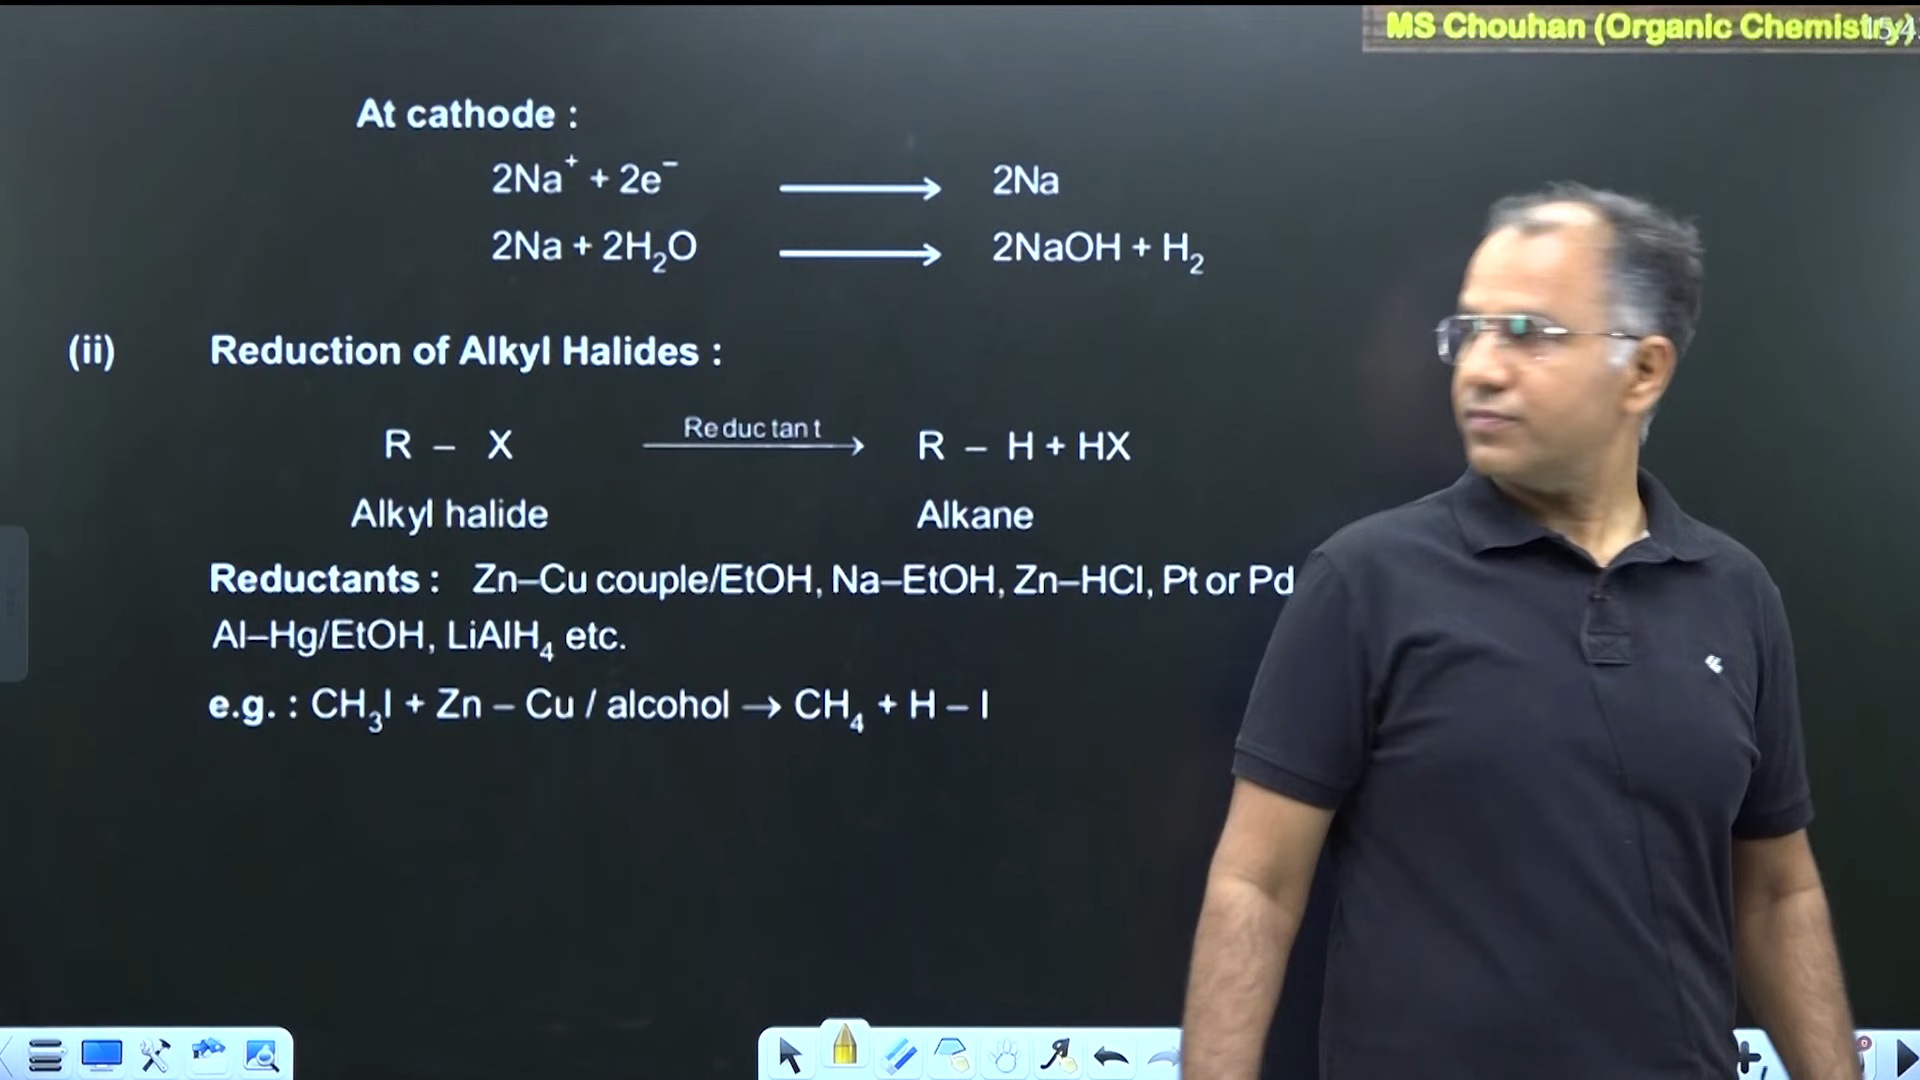 MS Chouhan (Organic Chemistry)
At cathode :
2Na⁺ + 2e⁻ ⟶ 2Na
2Na + 2H₂O ⟶ 2NaOH + H₂
(ii) Reduction of Alkyl Halides :
Reductant
R – X ⟶ R – H + HX
Alkyl halide Alkane
Reductants : Zn–Cu couple/EtOH, Na–EtOH, Zn–HCl, Pt or Pd
Al–Hg/EtOH, LiAlH₄ etc.
e.g. : CH₃I + Zn – Cu / alcohol → CH₄ + H – I